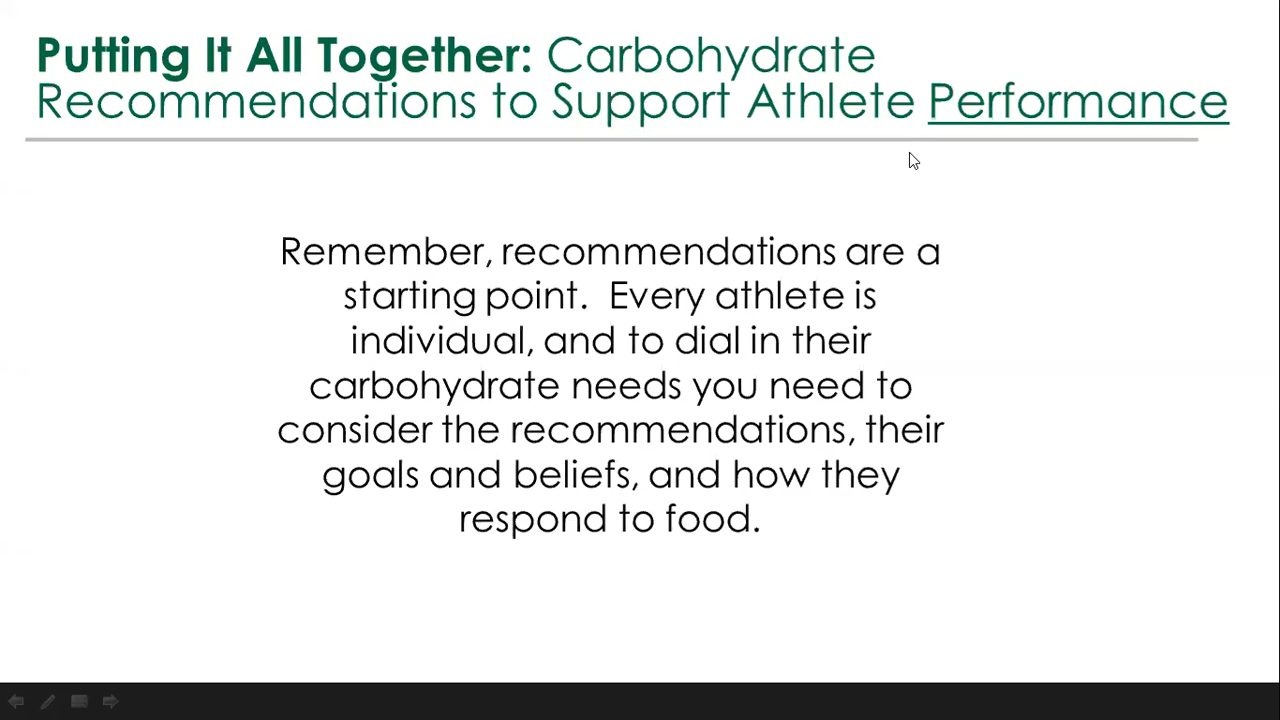 Putting It All Together: Carbohydrate
Recommendations to Support Athlete Performance
Remember, recommendations are a
starting point.  Every athlete is
individual, and to dial in their
carbohydrate needs you need to
consider the recommendations, their
goals and beliefs, and how they
respond to food.